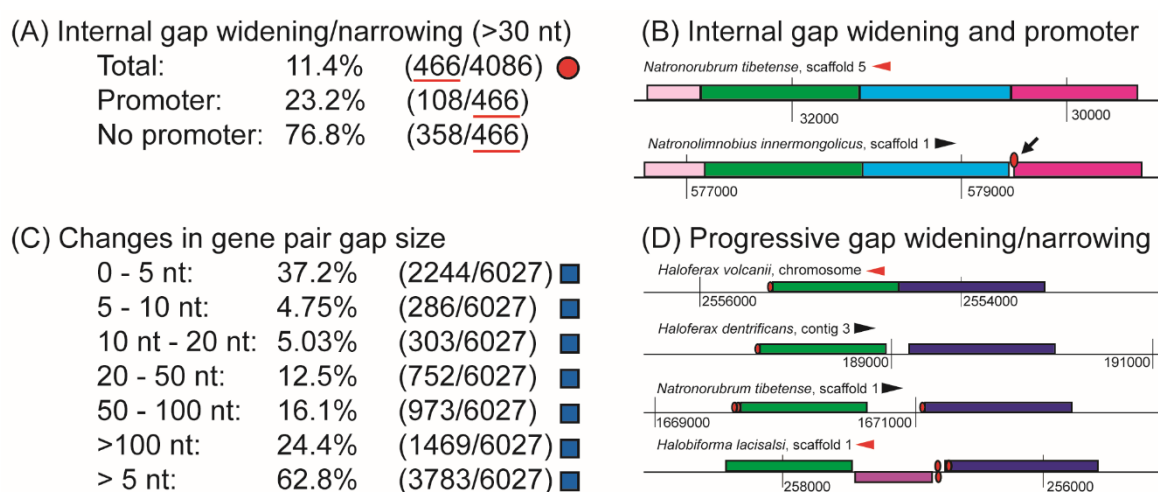 (A) Internal gap widening/narrowing (>30 nt)
Total: 11.4% (466/4086)
Promoter: 23.2% (108/466)
No promoter: 76.8% (358/466)
(B) Internal gap widening and promoter
Natronorubrum tibetense, scaffold 5
32000 30000
Natronolimnobius innermongolicus, scaffold 1
577000 579000
(C) Changes in gene pair gap size
0 - 5 nt: 37.2% (2244/6027)
5 - 10 nt: 4.75% (286/6027)
10 nt - 20 nt: 5.03% (303/6027)
20 - 50 nt: 12.5% (752/6027)
50 - 100 nt: 16.1% (973/6027)
>100 nt: 24.4% (1469/6027)
> 5 nt: 62.8% (3783/6027)
(D) Progressive gap widening/narrowing
Haloferax volcanii, chromosome
2556000 2554000
Haloferax dentrificans, contig 3
189000 191000
Natronorubrum tibetense, scaffold 1
1669000 1671000
Halobiforma lacisalsi, scaffold 1
258000 256000